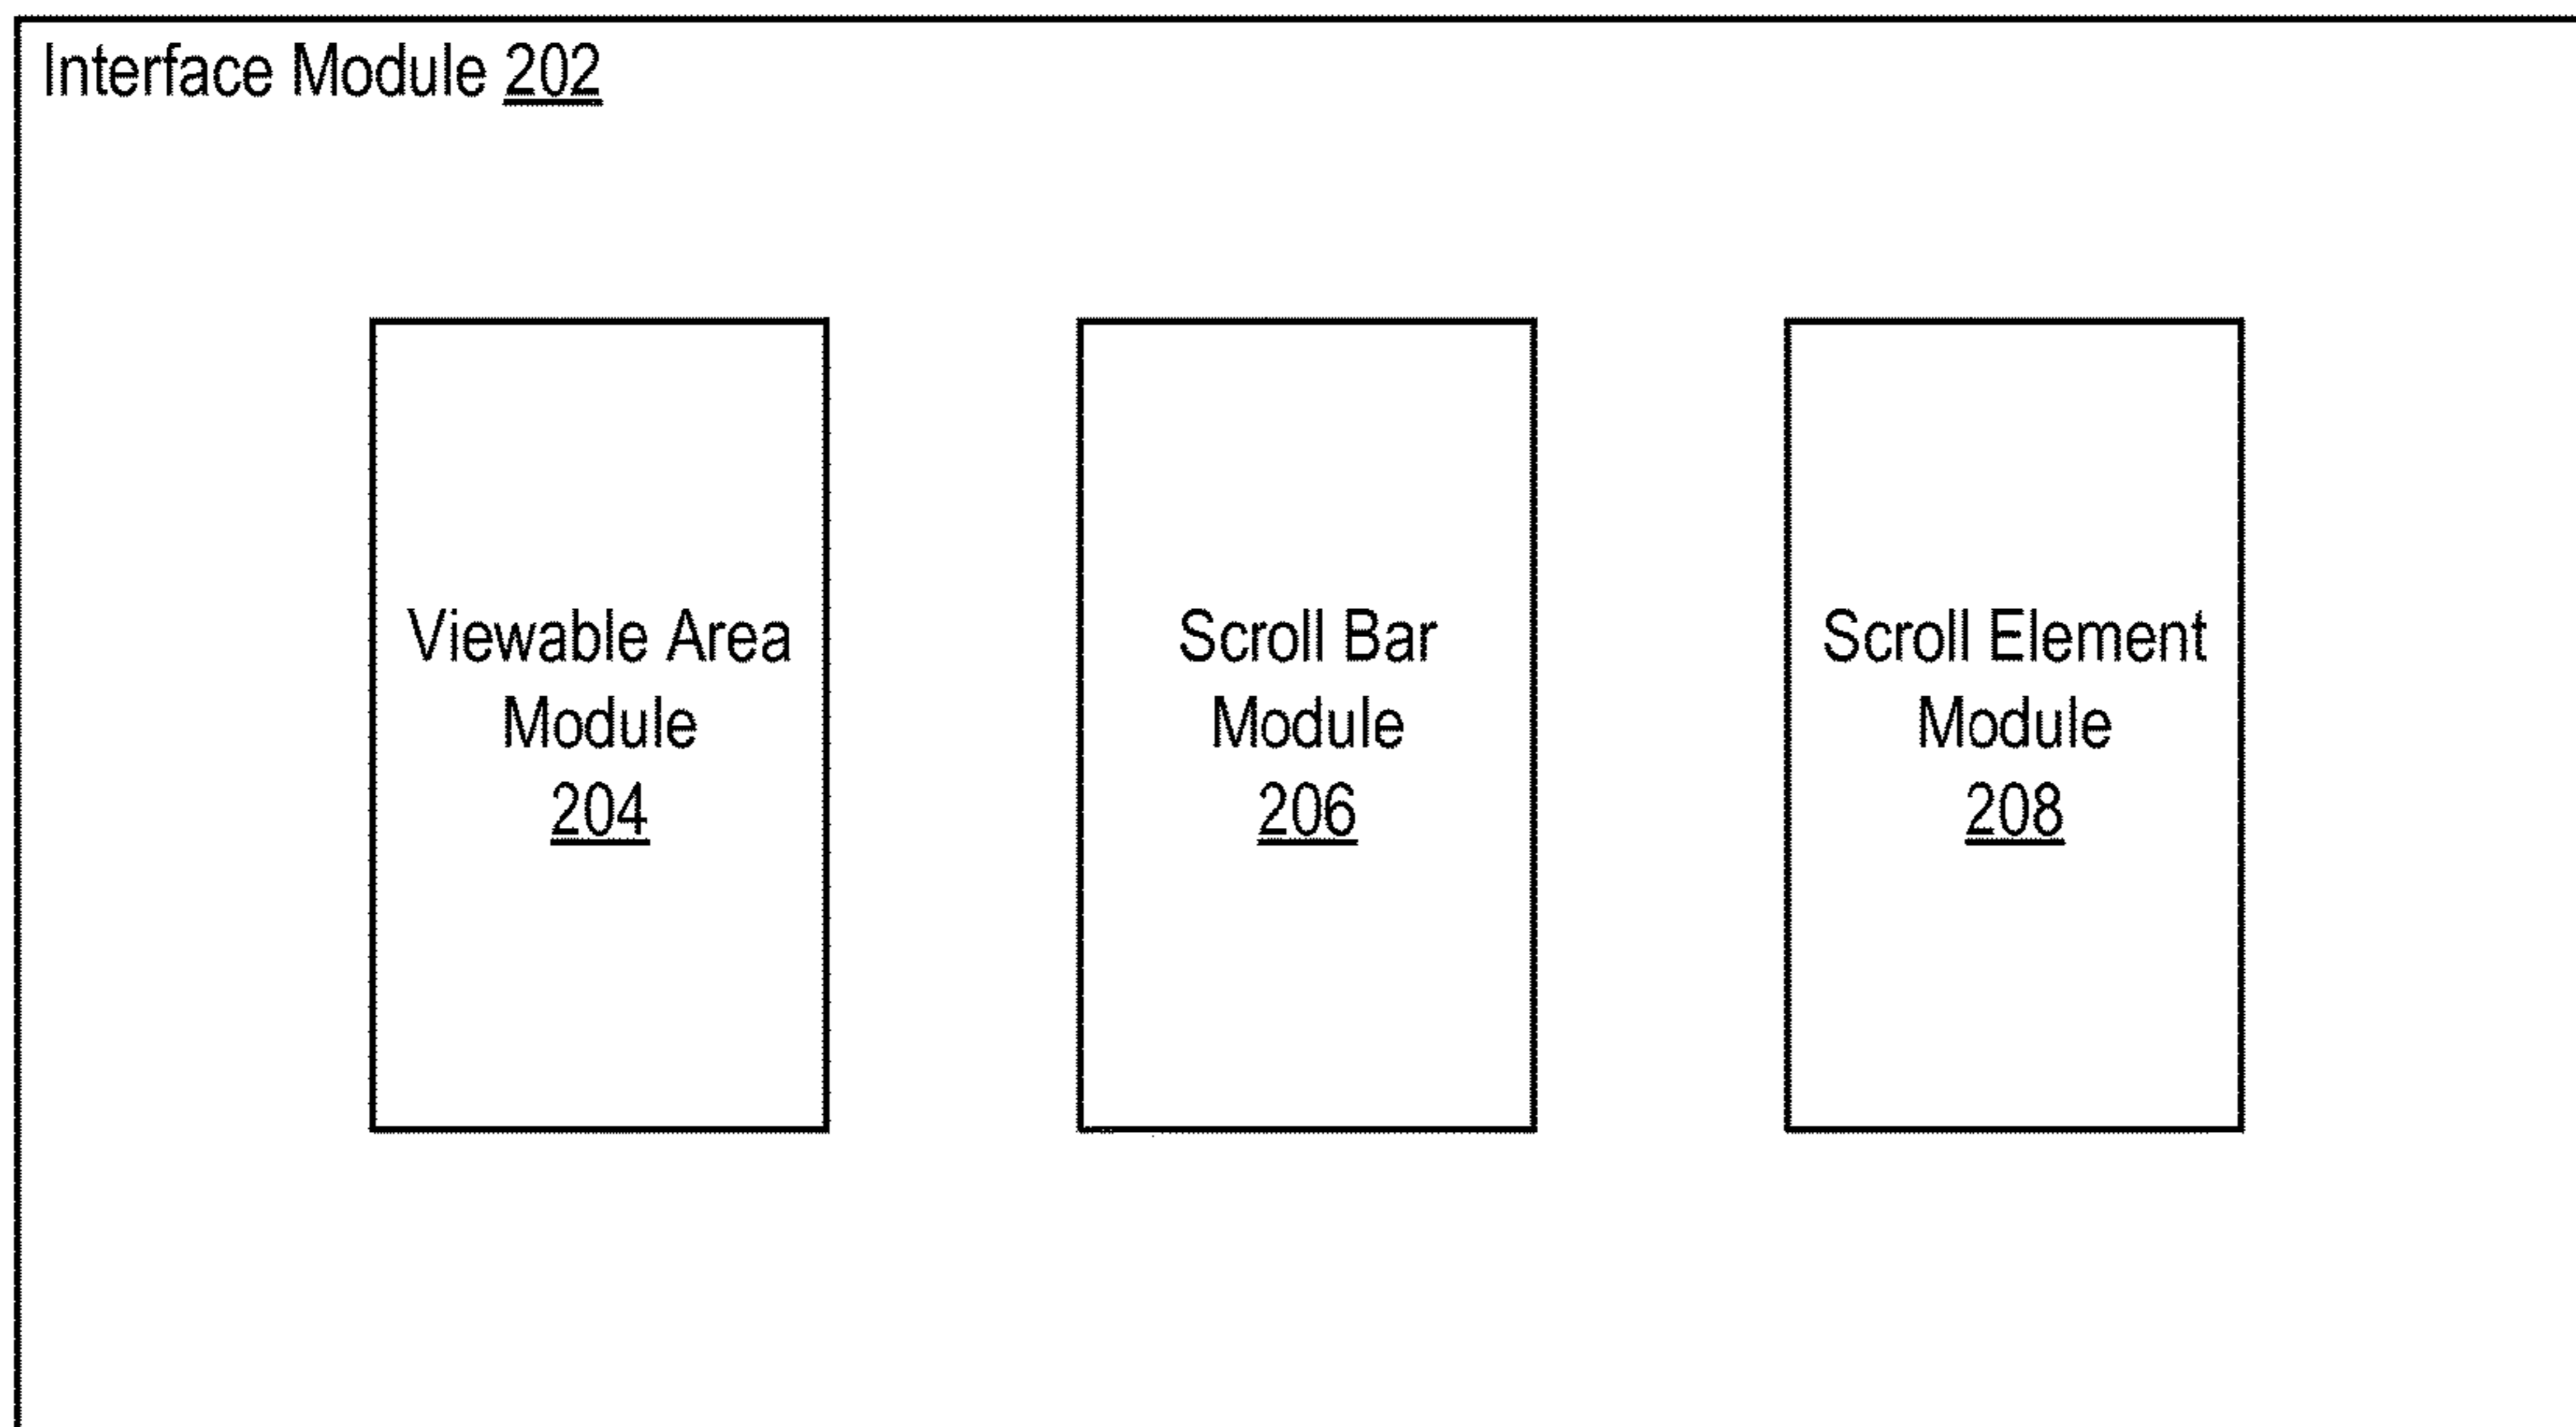 Interface Module 202
Viewable Area
Module
204
Scroll Bar
Module
206
Scroll Element
Module
208